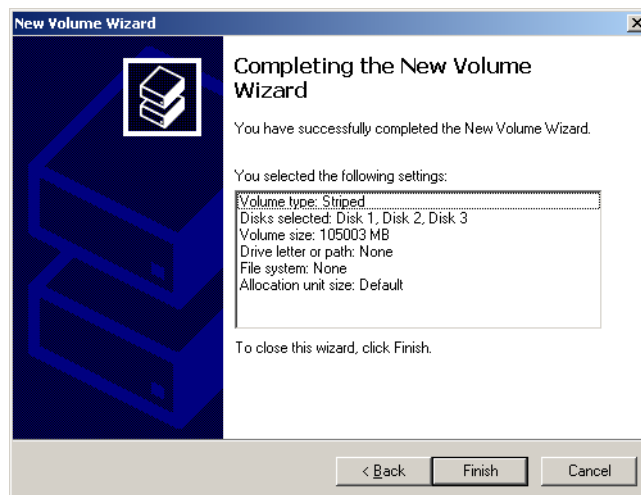 New Volume Wizard
Completing the New Volume
Wizard
You have successfully completed the New Volume Wizard.
You selected the following settings:
Volume type: Striped
Disks selected: Disk 1, Disk 2, Disk 3
Volume size: 105003 MB
Drive letter or path: None
File system: None
Allocation unit size: Default
To close this wizard, click Finish.
< Back
Finish
Cancel